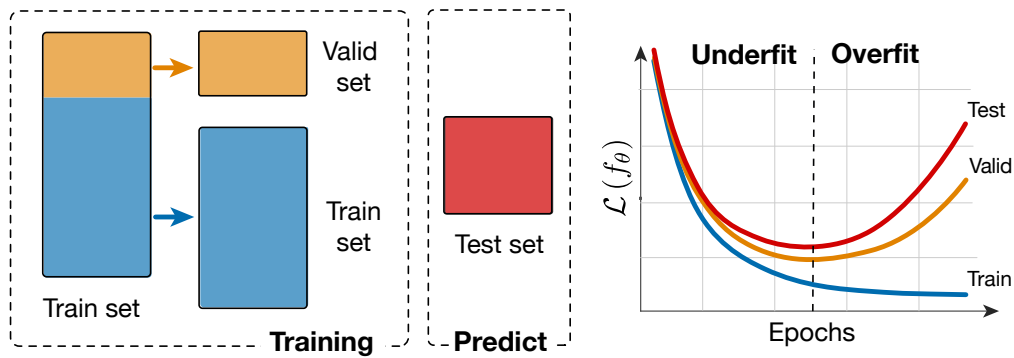 Valid
set
Train
set
Train set
Training
Test set
Predict
Underfit
Overfit
Test
Valid
Train
ℒ(f_θ)
Epochs